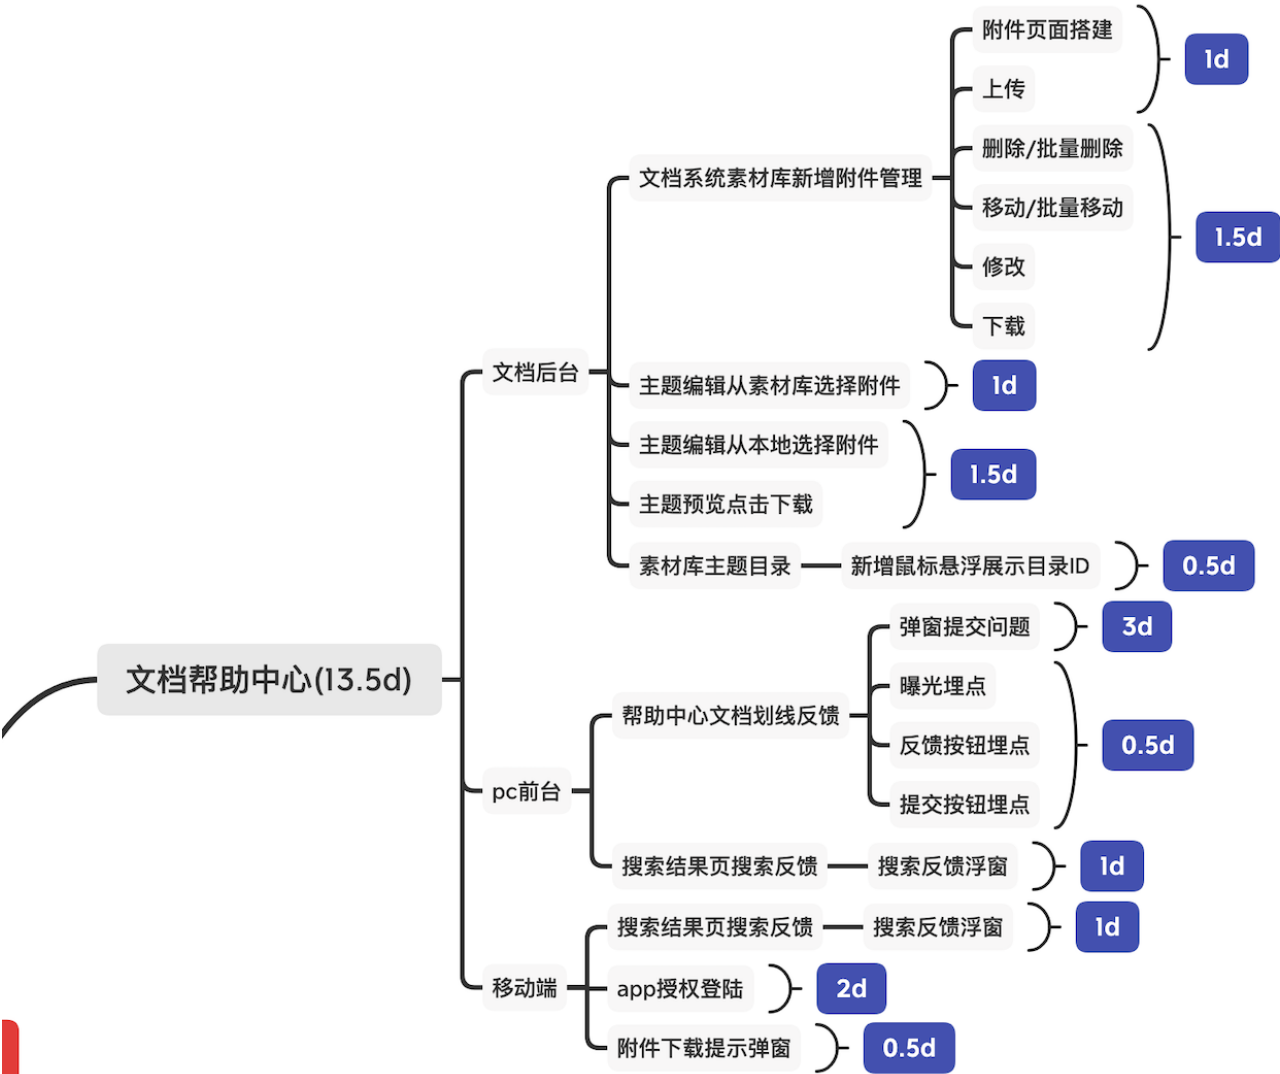 文档帮助中心(13.5d)
文档后台
文档系统素材库新增附件管理
附件页面搭建
上传
1d
删除/批量删除
移动/批量移动
修改
下载
1.5d
主题编辑从素材库选择附件
1d
主题编辑从本地选择附件
主题预览点击下载
1.5d
素材库主题目录
新增鼠标悬浮展示目录ID
0.5d
pc前台
帮助中心文档划线反馈
弹窗提交问题
3d
曝光埋点
反馈按钮埋点
提交按钮埋点
0.5d
搜索结果页搜索反馈
搜索反馈浮窗
1d
移动端
搜索结果页搜索反馈
搜索反馈浮窗
1d
app授权登陆
2d
附件下载提示弹窗
0.5d